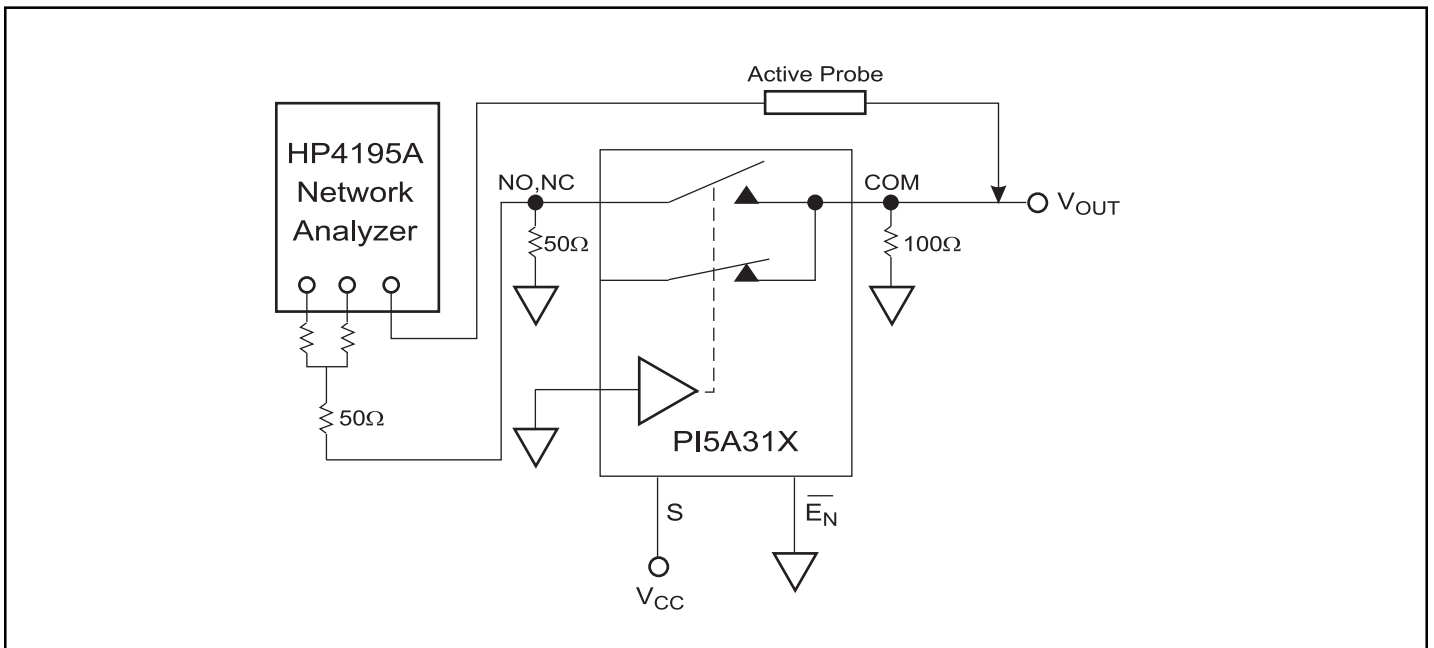 Active Probe
HP4195A
Network
Analyzer
NO,NC
COM
VOUT
50Ω
100Ω
50Ω
PI5A31X
S
EN
VCC